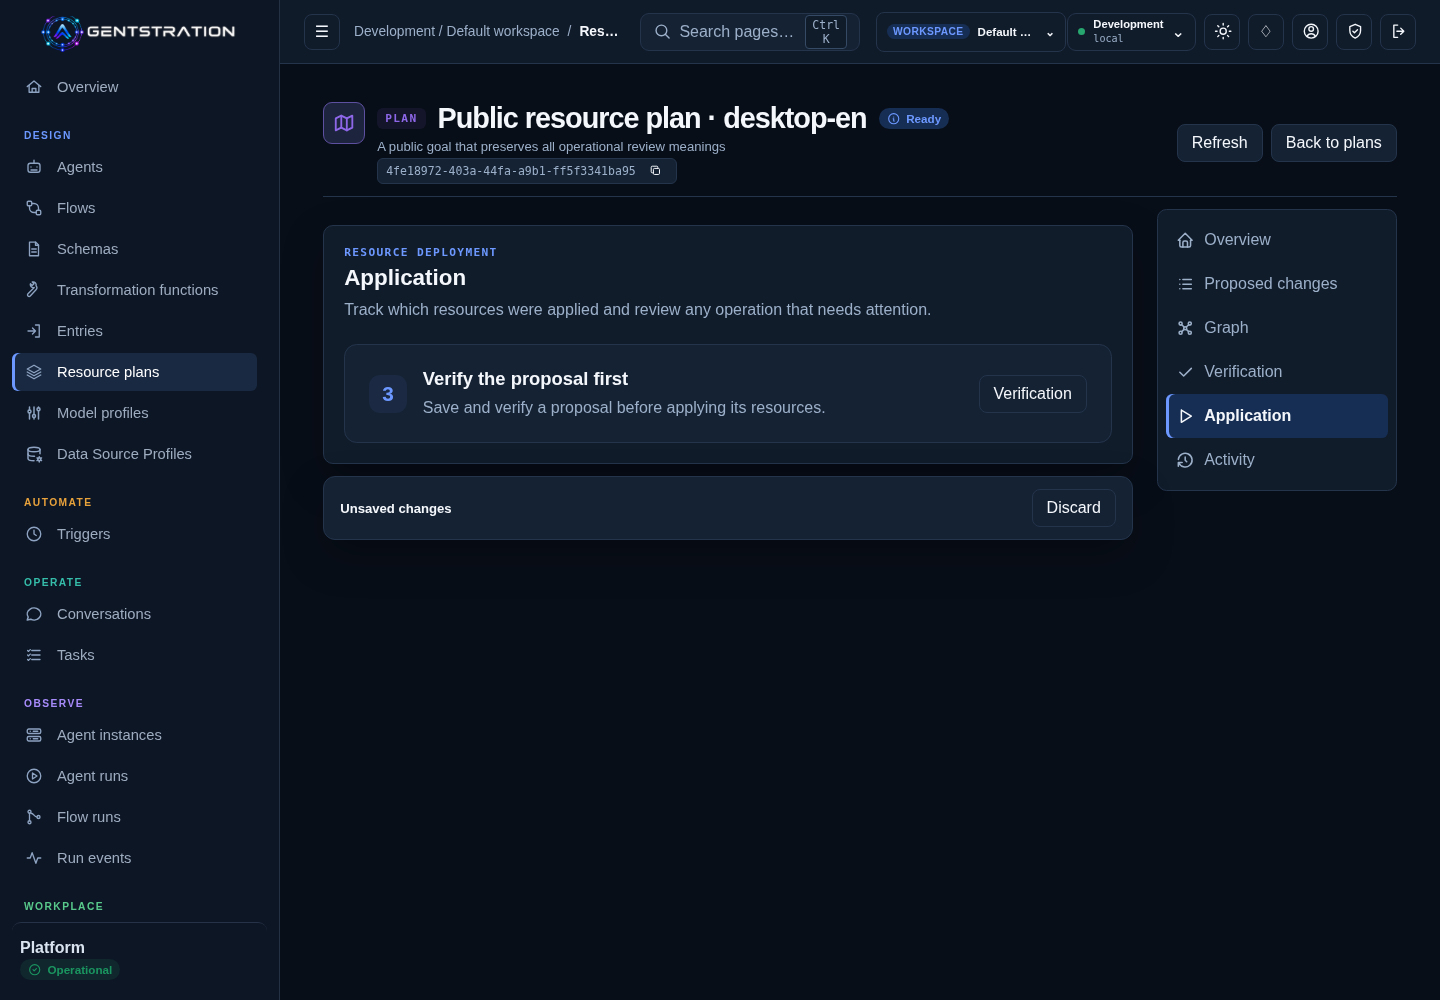 GENTSTRATION
Overview
DESIGN
Agents
Flows
Schemas
Transformation functions
Entries
Resource plans
Model profiles
Data Source Profiles
AUTOMATE
Triggers
OPERATE
Conversations
Tasks
OBSERVE
Agent instances
Agent runs
Flow runs
Run events
WORKPLACE
Platform
Operational
Development / Default workspace / Res…
Search pages…
Ctrl
K
WORKSPACE Default …
Development
local
PLAN
Public resource plan · desktop-en
Ready
A public goal that preserves all operational review meanings
4fe18972-403a-44fa-a9b1-ff5f3341ba95
Refresh
Back to plans
RESOURCE DEPLOYMENT
Application
Track which resources were applied and review any operation that needs attention.
3
Verify the proposal first
Save and verify a proposal before applying its resources.
Verification
Unsaved changes
Discard
Overview
Proposed changes
Graph
Verification
Application
Activity